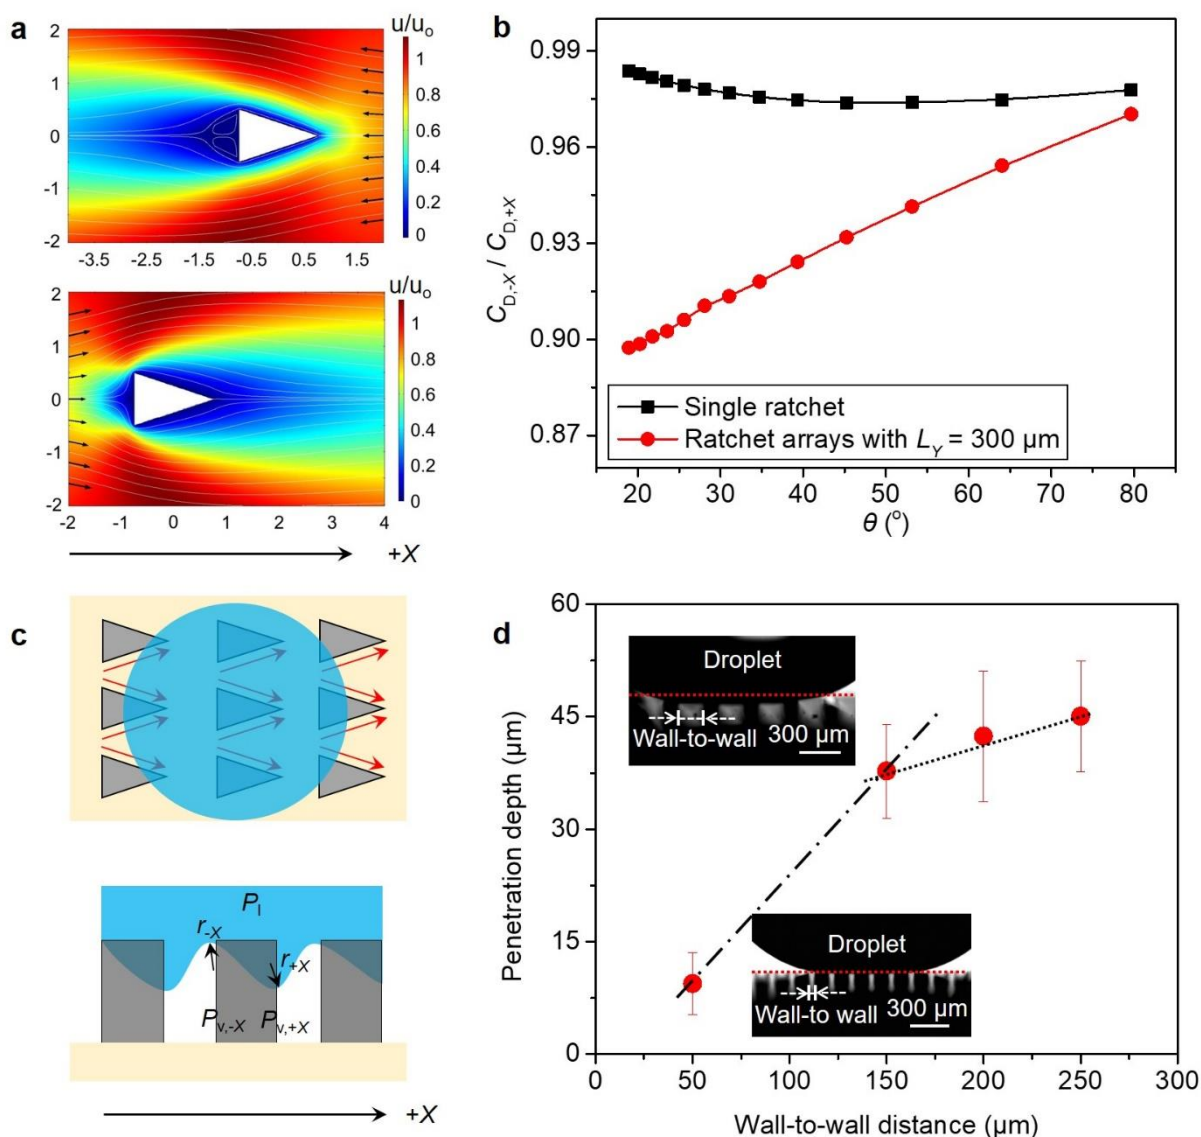 a
u/uₒ
2
1
0
-1
-2
1
0.8
0.6
0.4
0.2
0
-3.5 -2.5 -1.5 -0.5 0.5 1.5
u/uₒ
2
1
0
-1
-2
1
0.8
0.6
0.4
0.2
0
-2 -1 0 1 2 3 4
+X
b
0.99
0.96
0.93
0.90
0.87
C_D,-X / C_D,+X
Single ratchet
Ratchet arrays with L_Y = 300 µm
20 30 40 50 60 70 80
θ (°)
c
P_l
r_-X
r_+X
P_v,-X P_v,+X
+X
d
60
45
30
15
0
Penetration depth (µm)
Droplet
Wall-to-wall
300 µm
Droplet
Wall-to wall
300 µm
0 50 100 150 200 250 300
Wall-to-wall distance (µm)